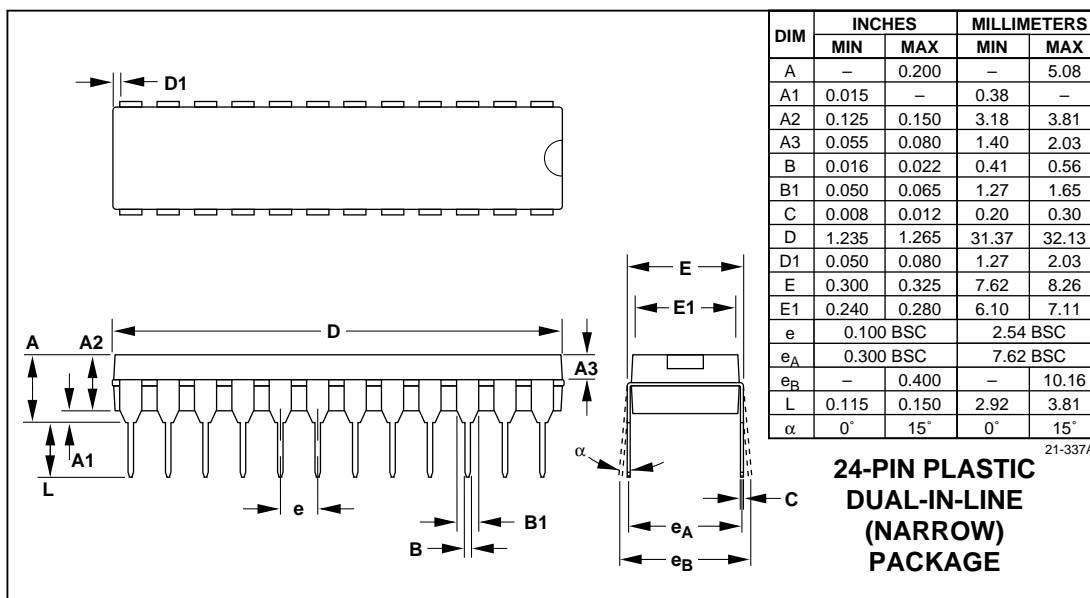 D1
D
A
A2
A3
A1
L
e
B
B1
E
E1
α
C
eA
eB
DIM INCHES MILLIMETERS
MIN MAX MIN MAX
A – 0.200 – 5.08
A1 0.015 – 0.38 –
A2 0.125 0.150 3.18 3.81
A3 0.055 0.080 1.40 2.03
B 0.016 0.022 0.41 0.56
B1 0.050 0.065 1.27 1.65
C 0.008 0.012 0.20 0.30
D 1.235 1.265 31.37 32.13
D1 0.050 0.080 1.27 2.03
E 0.300 0.325 7.62 8.26
E1 0.240 0.280 6.10 7.11
e 0.100 BSC 2.54 BSC
eA 0.300 BSC 7.62 BSC
eB – 0.400 – 10.16
L 0.115 0.150 2.92 3.81
α 0˚ 15˚ 0˚ 15˚
21-337A
24-PIN PLASTIC
DUAL-IN-LINE
(NARROW)
PACKAGE